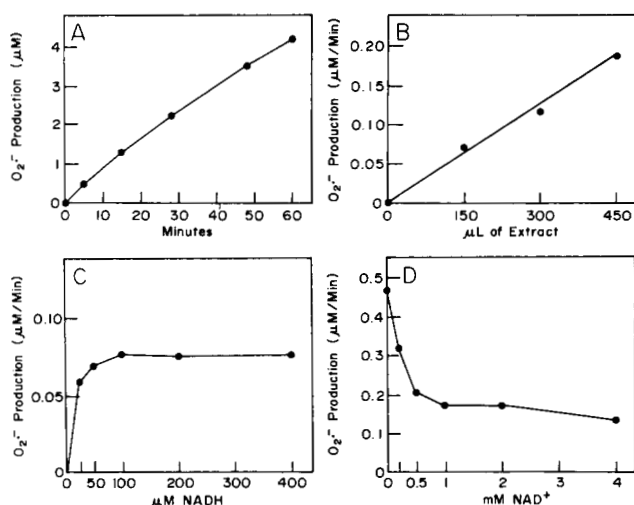 A
O₂⁻ Production (μM)
4
3
2
1
0
0 10 20 30 40 50 60
Minutes
B
O₂⁻ Production (μM/Min)
0.20
0.15
0.10
0.05
0
0 150 300 450
μL of Extract
C
O₂⁻ Production (μM/Min)
0.10
0.05
0
0 50 100 200 300 400
μM NADH
D
O₂⁻ Production (μM/Min)
0.5
0.4
0.3
0.2
0.1
0
0 0.5 1 2 3 4
mM NAD⁺